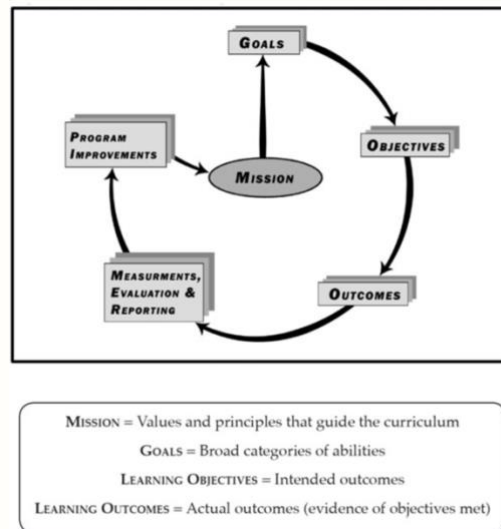 GOALS
PROGRAM
IMPROVEMENTS
OBJECTIVES
MISSION
MEASURMENTS,
EVALUATION &
REPORTING
OUTCOMES
MISSION = Values and principles that guide the curriculum
GOALS = Broad categories of abilities
LEARNING OBJECTIVES = Intended outcomes
LEARNING OUTCOMES = Actual outcomes (evidence of objectives met)